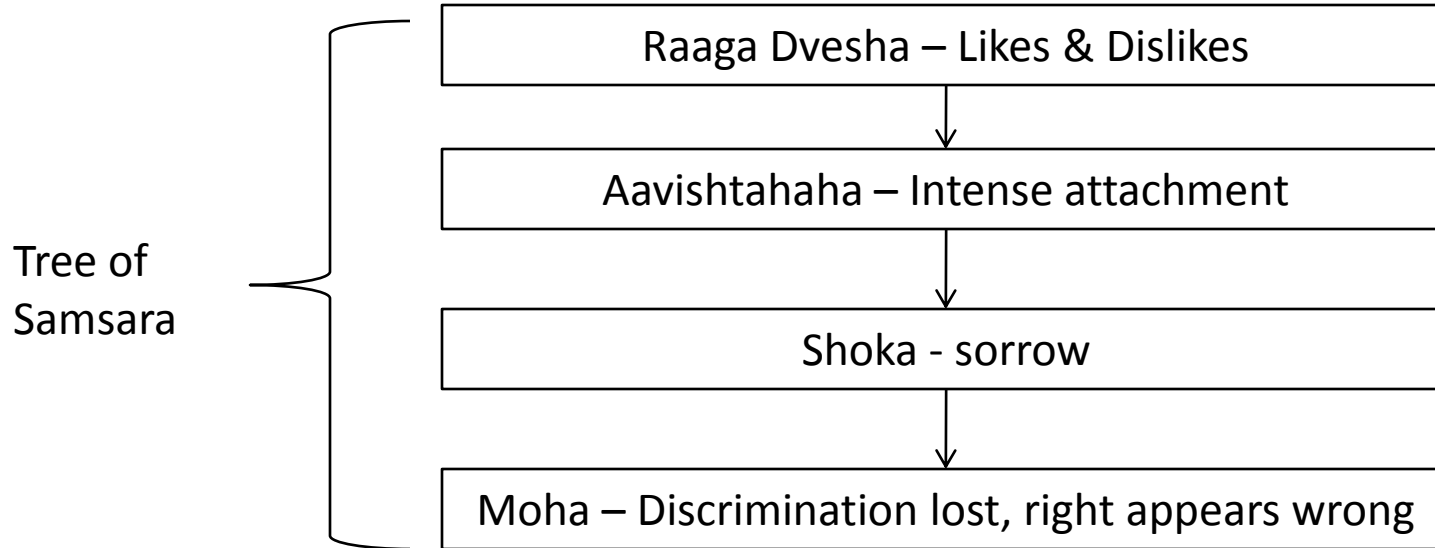 Raaga Dvesha – Likes & Dislikes
Aavishtahaha – Intense attachment
Tree of
Samsara
Shoka - sorrow
Moha – Discrimination lost, right appears wrong